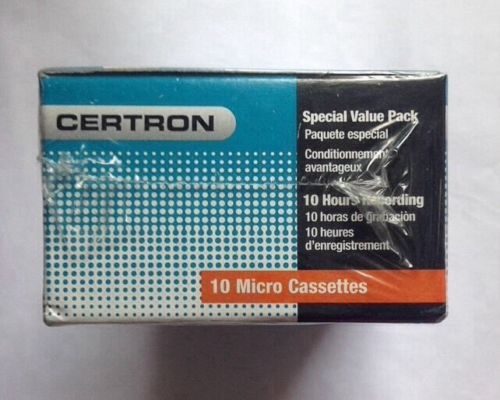 CERTRON
Special Value Pack
Paquete especial
Conditionnement
avantageux
10 Hours Recording
10 horas de grabación
10 heures
d'enregistrement
10 Micro Cassettes